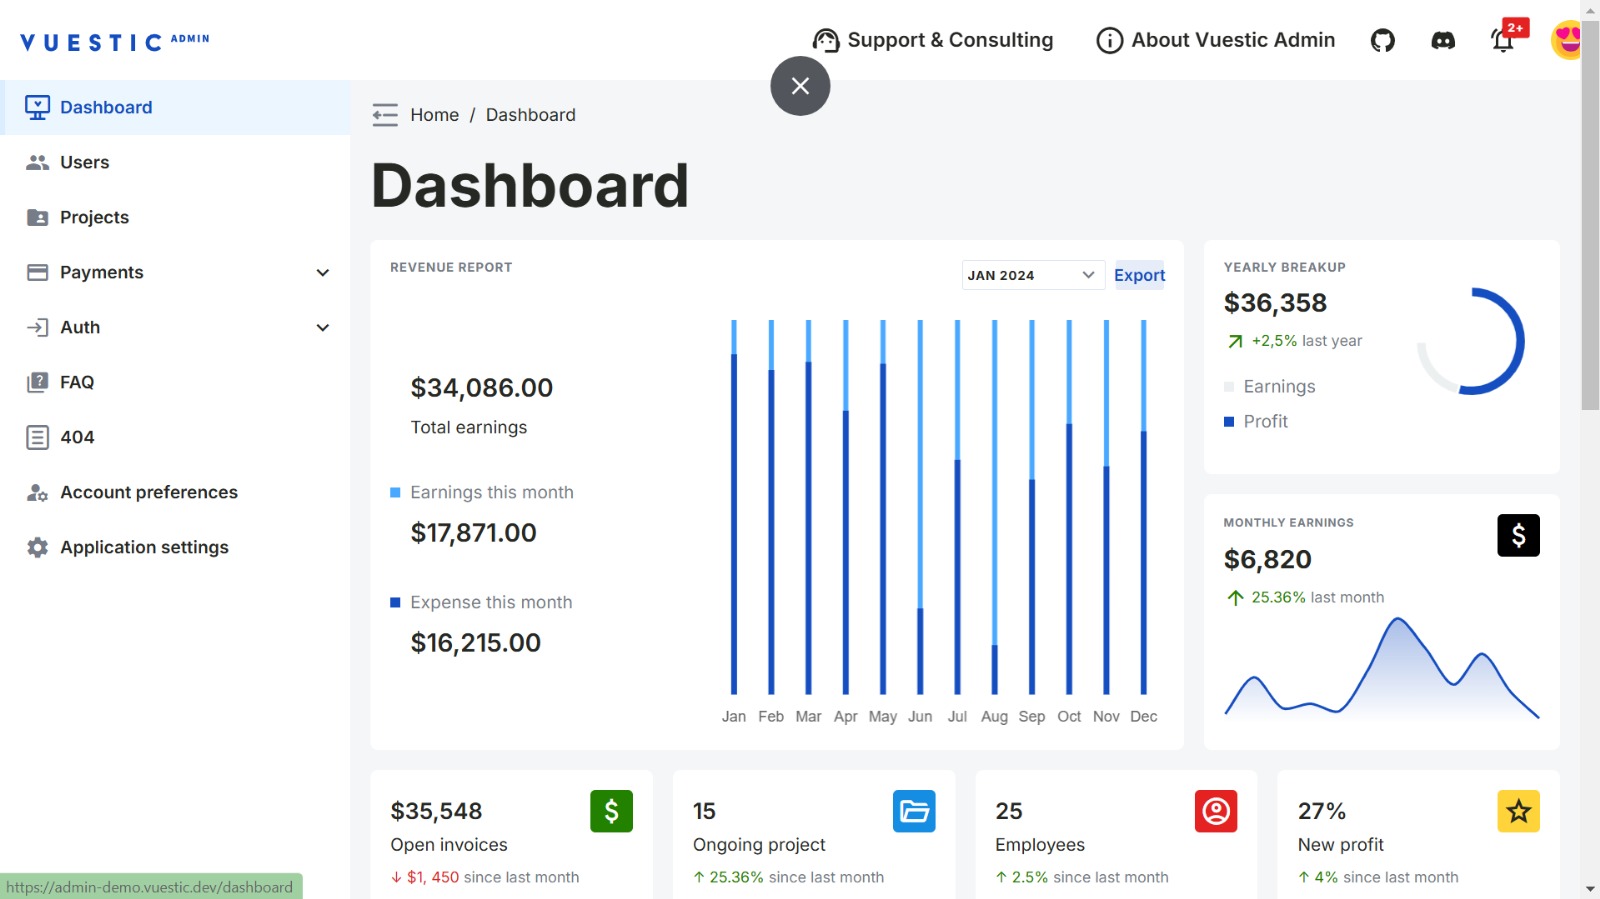 VUESTIC ADMIN
Support & Consulting
About Vuestic Admin
2+
Dashboard
Users
Projects
Payments
Auth
FAQ
404
Account preferences
Application settings
Home / Dashboard
Dashboard
REVENUE REPORT
JAN 2024
Export
$34,086.00
Total earnings
Earnings this month
$17,871.00
Expense this month
$16,215.00
Jan Feb Mar Apr May Jun Jul Aug Sep Oct Nov Dec
YEARLY BREAKUP
$36,358
+2,5% last year
Earnings
Profit
MONTHLY EARNINGS
$6,820
25.36% last month
$
$35,548
Open invoices
$1, 450 since last month
$
15
Ongoing project
25.36% since last month
25
Employees
2.5% since last month
27%
New profit
4% since last month
https://admin-demo.vuestic.dev/dashboard